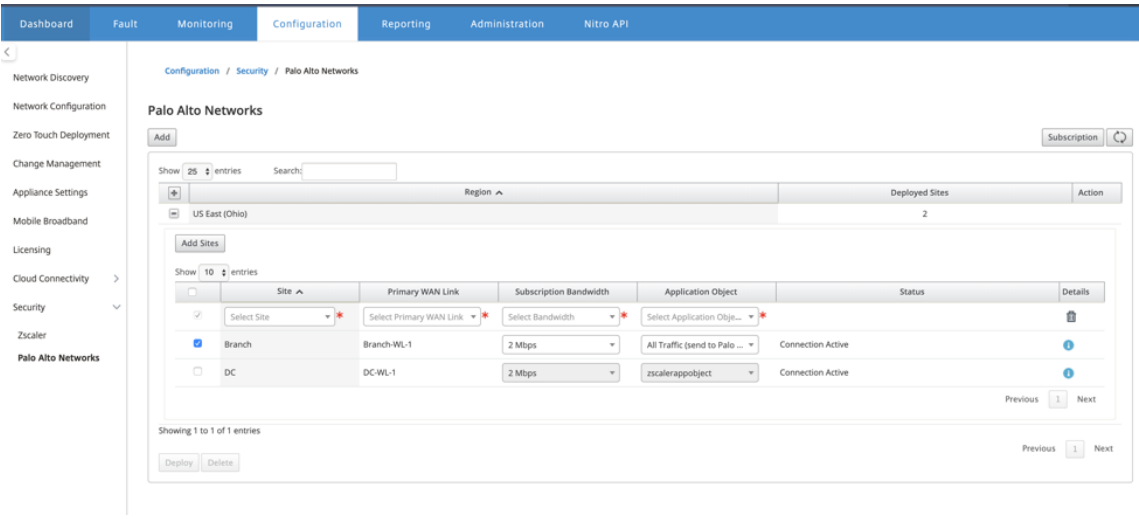 Dashboard Fault Monitoring Configuration Reporting Administration Nitro API
Configuration / Security / Palo Alto Networks
Network Discovery
Network Configuration
Zero Touch Deployment
Change Management
Appliance Settings
Mobile Broadband
Licensing
Cloud Connectivity
Security
Zscaler
Palo Alto Networks
Palo Alto Networks
Add Subscription
Show 25 entries Search:
Region Deployed Sites Action
US East (Ohio) 2
Add Sites
Show 10 entries
Site Primary WAN Link Subscription Bandwidth Application Object Status Details
Select Site * Select Primary WAN Link * Select Bandwidth * Select Application Obje... *
Branch Branch-WL-1 2 Mbps All Traffic (send to Palo ... Connection Active
DC DC-WL-1 2 Mbps zscalerappobject Connection Active
Previous 1 Next
Showing 1 to 1 of 1 entries
Previous 1 Next
Deploy Delete